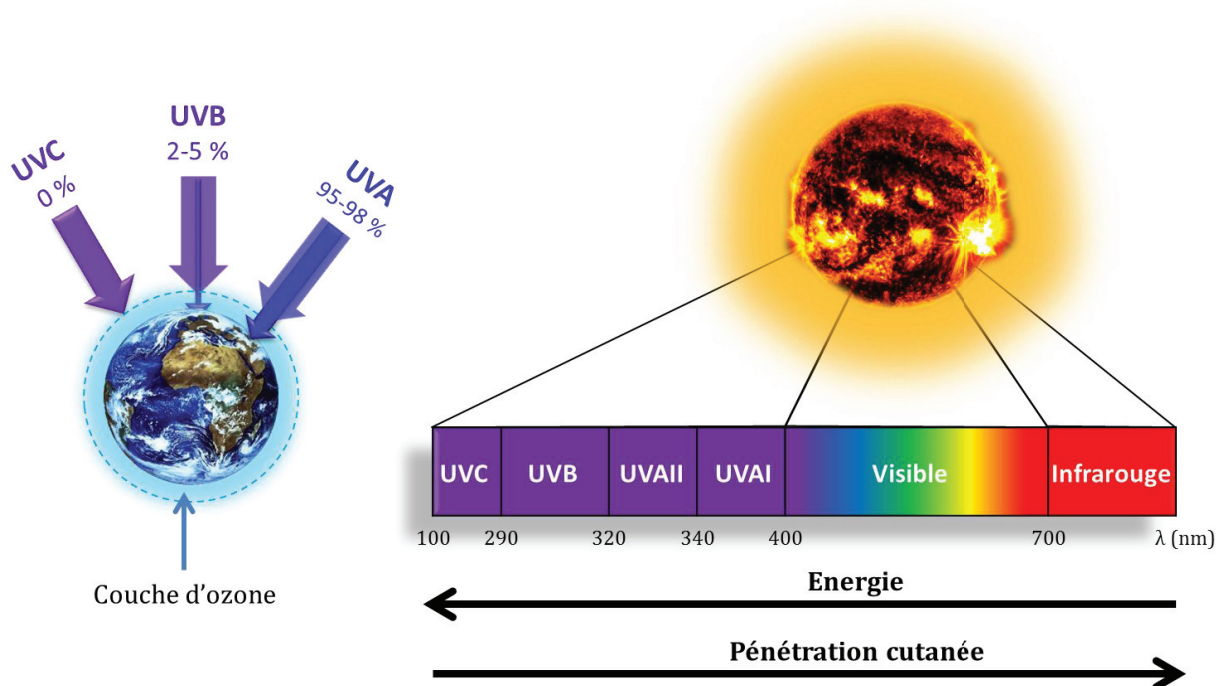 UVC
0 %
UVB
2-5 %
UVA
95-98 %
Couche d’ozone
UVC UVB UVAII UVAI Visible Infrarouge
100 290 320 340 400 700 λ (nm)
Energie
Pénétration cutanée